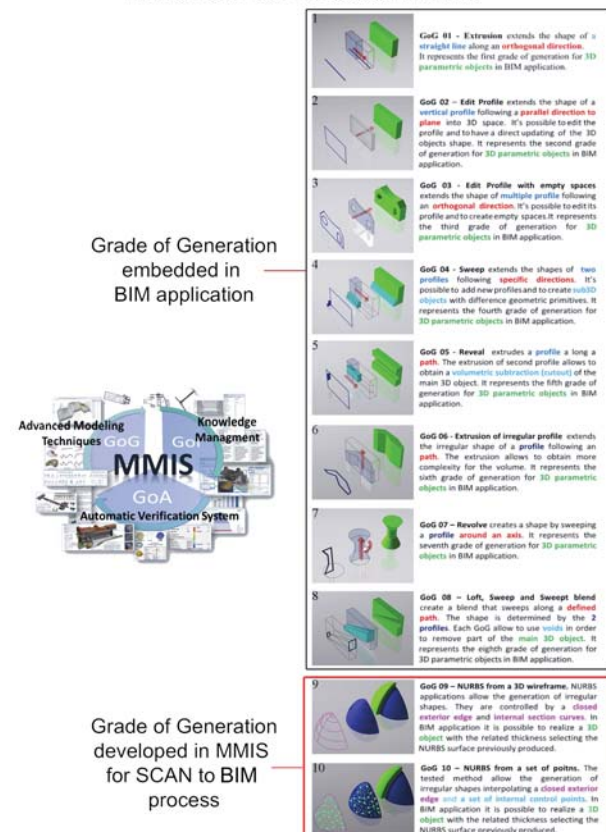 1
GoG 01 - Extrusion extends the shape of a
straight line along an orthogonal direction.
It represents the first grade of generation for 3D
parametric objects in BIM application.
2
GoG 02 – Edit Profile extends the shape of a
vertical profile following a parallel direction to
plane into 3D space. It's possible to edit the
profile and to have a direct updating of the 3D
objects shape. It represents the second grade
of generation for 3D parametric objects in BIM
application.
3
GoG 03 - Edit Profile with empty spaces
extends the shape of multiple profile following
an orthogonal direction. It's possible to edit its
profile and to create empty spaces. It represents
the third grade of generation for 3D
parametric objects in BIM application.
Grade of Generation
embedded in
BIM application
4
GoG 04 - Sweep extends the shapes of two
profiles following specific directions. It's
possible to add new profiles and to create sub3D
objects with difference geometric primitives. It
represents the fourth grade of generation for
3D parametric objects in BIM application.
5
GoG 05 - Reveal extrudes a profile a long a
path. The extrusion of second profile allows to
obtain a volumetric subtraction (cutout) of the
main 3D object. It represents the fifth grade of
generation for 3D parametric objects in BIM
application.
Advanced Modeling
Techniques
GoG
GoI
Knowledge
Managment
MMIS
GoA
Automatic Verification System
6
GoG 06 - Extrusion of irregular profile extends
the irregular shape of a profile following an
path. The extrusion allows to obtain more
complexity for the volume. It represents the
sixth grade of generation for 3D parametric
objects in BIM application.
7
GoG 07 – Revolve creates a shape by sweeping
a profile around an axis. It represents the
seventh grade of generation for 3D parametric
objects in BIM application.
8
GoG 08 – Loft, Sweep and Sweept blend
create a blend that sweeps along a defined
path. The shape is determined by the 2
profiles. Each GoG allow to use voids in order
to remove part of the main 3D object. It
represents the eighth grade of generation for
3D parametric objects in BIM application.
Grade of Generation
developed in MMIS
for SCAN to BIM
process
9
GoG 09 – NURBS from a 3D wireframe. NURBS
applications allow the generation of irregular
shapes. They are controlled by a closed
exterior edge and internal section curves. In
BIM application it is possible to realize a 3D
object with the related thickness selecting the
NURBS surface previously produced.
10
GoG 10 – NURBS from a set of poitns. The
tested method allow the generation of
irregular shapes interpolating a closed exterior
edge and a set of internal control points. In
BIM application it is possible to realize a 3D
object with the related thickness selecting the
NURBS surface previously produced.